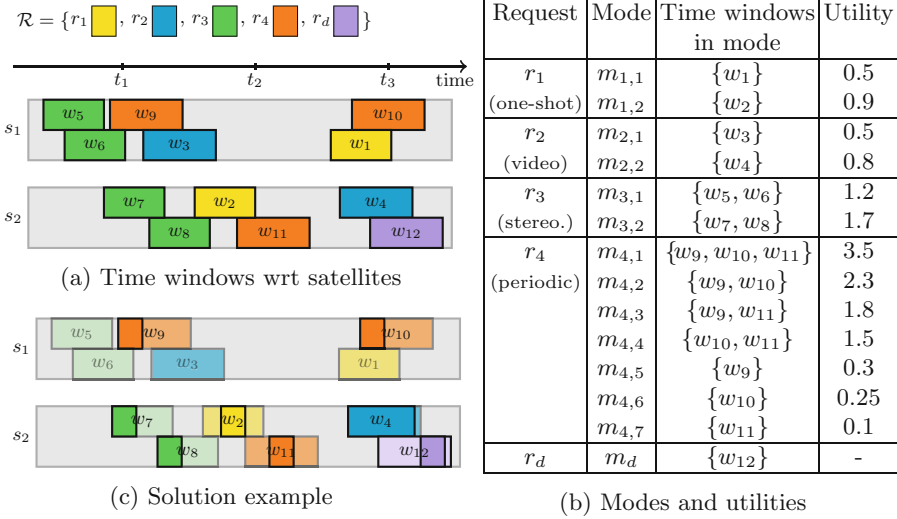 ℛ = {r₁ , r₂ , r₃ , r₄ , r_d }
t₁ t₂ t₃ time
s₁ w₅ w₉ w₁₀
w₆ w₃ w₁
s₂ w₇ w₂ w₄
w₈ w₁₁ w₁₂
(a) Time windows wrt satellites
s₁ w₅ w₉ w₁₀
w₆ w₃ w₁
s₂ w₇ w₂ w₄
w₈ w₁₁ w₁₂
(c) Solution example
Request Mode Time windows Utility
in mode
r₁ m₁,₁ {w₁} 0.5
(one-shot) m₁,₂ {w₂} 0.9
r₂ m₂,₁ {w₃} 0.5
(video) m₂,₂ {w₄} 0.8
r₃ m₃,₁ {w₅, w₆} 1.2
(stereo.) m₃,₂ {w₇, w₈} 1.7
r₄ m₄,₁ {w₉, w₁₀, w₁₁} 3.5
(periodic) m₄,₂ {w₉, w₁₀} 2.3
m₄,₃ {w₉, w₁₁} 1.8
m₄,₄ {w₁₀, w₁₁} 1.5
m₄,₅ {w₉} 0.3
m₄,₆ {w₁₀} 0.25
m₄,₇ {w₁₁} 0.1
r_d m_d {w₁₂} -
(b) Modes and utilities